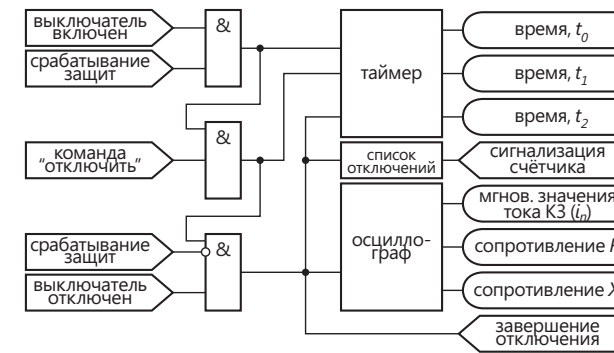 выключатель
включен
срабатывание
защит
&
команда
"отключить"
&
срабатывание
защит
выключатель
отключен
&
таймер
список
отключений
осцилло-
граф
время, t0
время, t1
время, t2
сигнализация
счётчика
мгнов. значения
тока КЗ (in)
сопротивление
сопротивление X
завершение
отключения